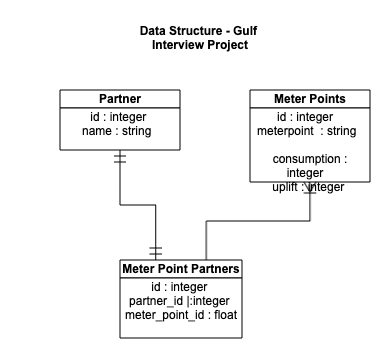 Data Structure - Gulf
Interview Project
Partner
id : integer
name : string
Meter Points
id : integer
meterpoint : string
consumption :
integer
uplift : integer
Meter Point Partners
id : integer
partner_id |:integer
meter_point_id : float